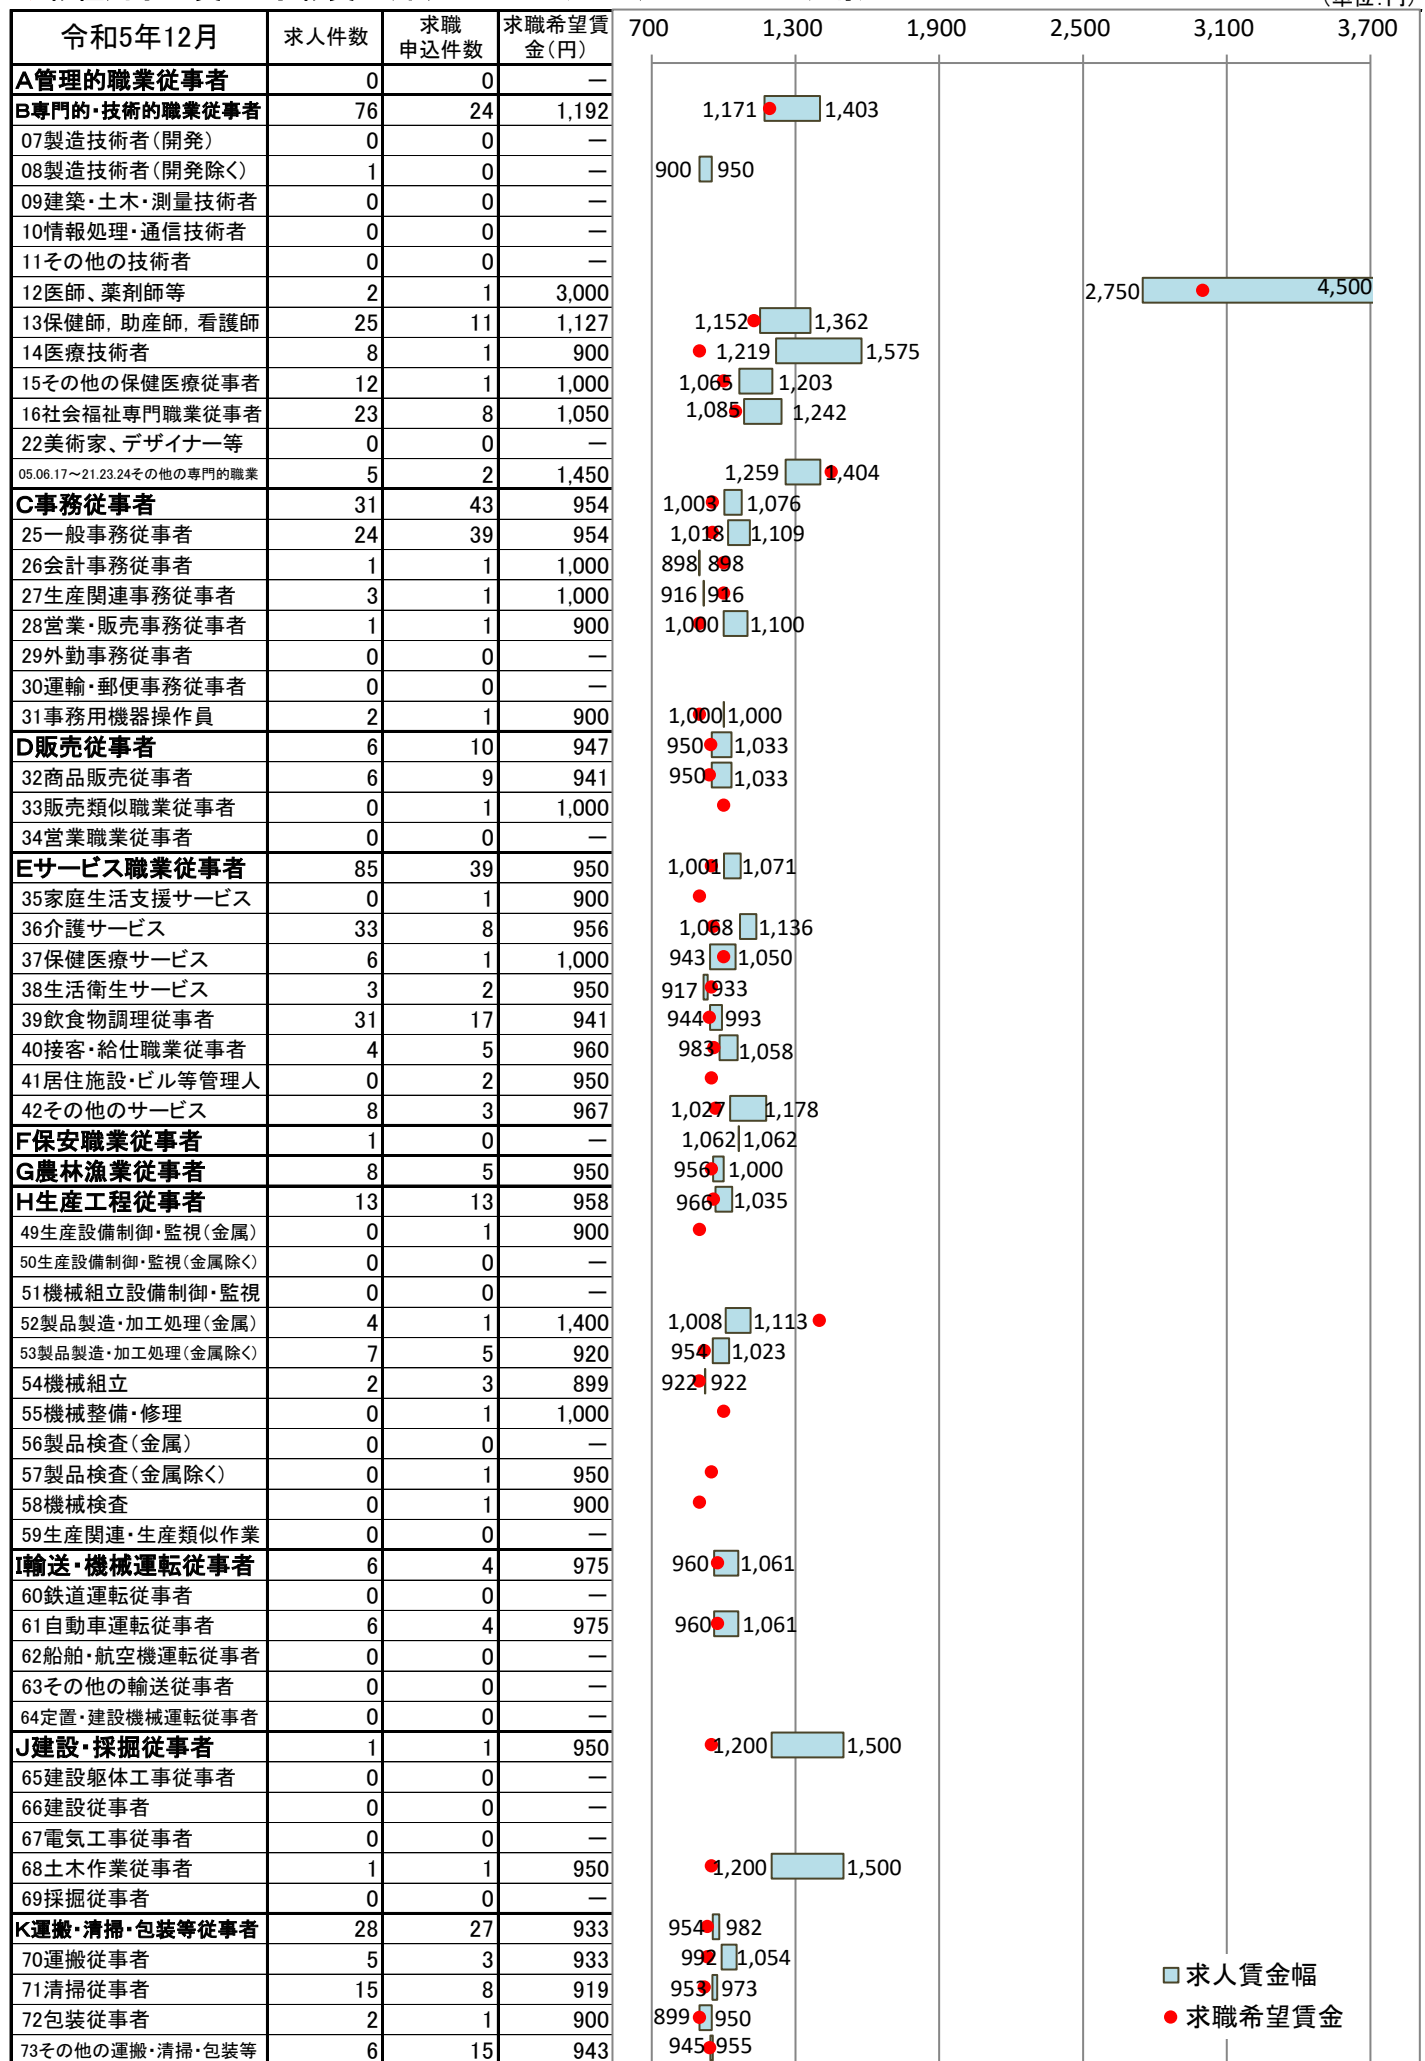 (単位:円)
令和5年12月 求人件数 求職申込件数 求職希望賃金(円) 700 1,300 1,900 2,500 3,100 3,700
A管理的職業従事者 0 0 ―
B専門的・技術的職業従事者 76 24 1,192 1,171 1,403
07製造技術者(開発) 0 0 ―
08製造技術者(開発除く) 1 0 ― 900 950
09建築・土木・測量技術者 0 0 ―
10情報処理・通信技術者 0 0 ―
11その他の技術者 0 0 ―
12医師、薬剤師等 2 1 3,000 2,750 4,500
13保健師, 助産師, 看護師 25 11 1,127 1,152 1,362
14医療技術者 8 1 900 1,219 1,575
15その他の保健医療従事者 12 1 1,000 1,065 1,203
16社会福祉専門職業従事者 23 8 1,050 1,085 1,242
22美術家、デザイナー等 0 0 ―
05.06.17～21.23.24その他の専門的職業 5 2 1,450 1,259 1,404
C事務従事者 31 43 954 1,003 1,076
25一般事務従事者 24 39 954 1,018 1,109
26会計事務従事者 1 1 1,000 898 898
27生産関連事務従事者 3 1 1,000 916 916
28営業・販売事務従事者 1 1 900 1,000 1,100
29外勤事務従事者 0 0 ―
30運輸・郵便事務従事者 0 0 ―
31事務用機器操作員 2 1 900 1,000 1,000
D販売従事者 6 10 947 950 1,033
32商品販売従事者 6 9 941 950 1,033
33販売類似職業従事者 0 1 1,000
34営業職業従事者 0 0 ―
Eサービス職業従事者 85 39 950 1,001 1,071
35家庭生活支援サービス 0 1 900
36介護サービス 33 8 956 1,068 1,136
37保健医療サービス 6 1 1,000 943 1,050
38生活衛生サービス 3 2 950 917 933
39飲食物調理従事者 31 17 941 944 993
40接客・給仕職業従事者 4 5 960 983 1,058
41居住施設・ビル等管理人 0 2 950
42その他のサービス 8 3 967 1,027 1,178
F保安職業従事者 1 0 ― 1,062 1,062
G農林漁業従事者 8 5 950 956 1,000
H生産工程従事者 13 13 958 966 1,035
49生産設備制御・監視(金属) 0 1 900
50生産設備制御・監視(金属除く) 0 0 ―
51機械組立設備制御・監視 0 0 ―
52製品製造・加工処理(金属) 4 1 1,400 1,008 1,113
53製品製造・加工処理(金属除く) 7 5 920 954 1,023
54機械組立 2 3 899 922 922
55機械整備・修理 0 1 1,000
56製品検査(金属) 0 0 ―
57製品検査(金属除く) 0 1 950
58機械検査 0 1 900
59生産関連・生産類似作業 0 0 ―
I輸送・機械運転従事者 6 4 975 960 1,061
60鉄道運転従事者 0 0 ―
61自動車運転従事者 6 4 975 960 1,061
62船舶・航空機運転従事者 0 0 ―
63その他の輸送従事者 0 0 ―
64定置・建設機械運転従事者 0 0 ―
J建設・採掘従事者 1 1 950 1,200 1,500
65建設躯体工事従事者 0 0 ―
66建設従事者 0 0 ―
67電気工事従事者 0 0 ―
68土木作業従事者 1 1 950 1,200 1,500
69採掘従事者 0 0 ―
K運搬・清掃・包装等従事者 28 27 933 954 982
70運搬従事者 5 3 933 992 1,054
71清掃従事者 15 8 919 953 973
72包装従事者 2 1 900 899 950
73その他の運搬・清掃・包装等 6 15 943 945 955
求人賃金幅
求職希望賃金